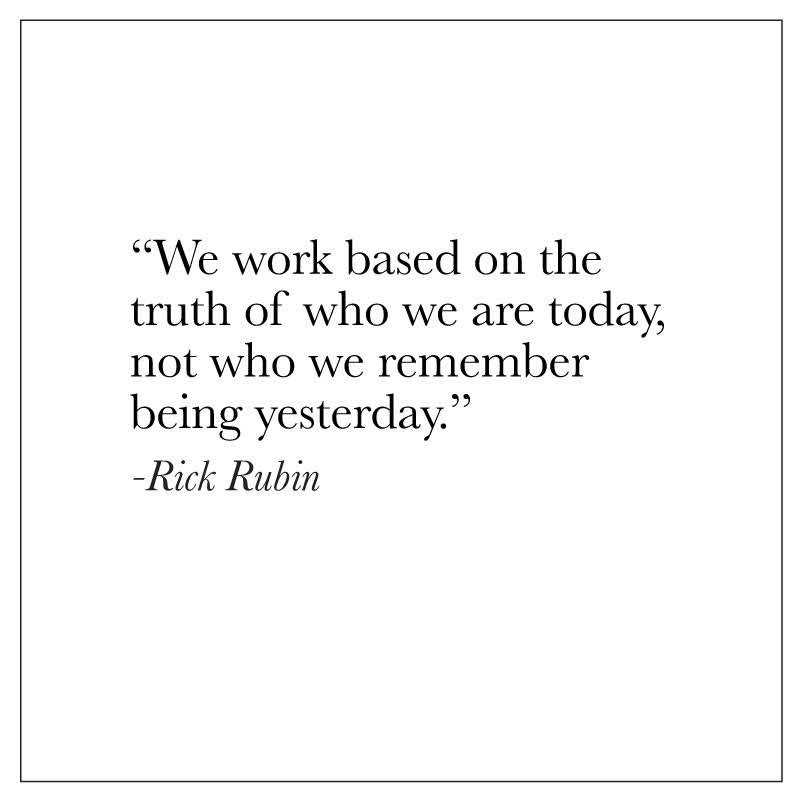 “We work based on the
truth of who we are today,
not who we remember
being yesterday.”
-Rick Rubin